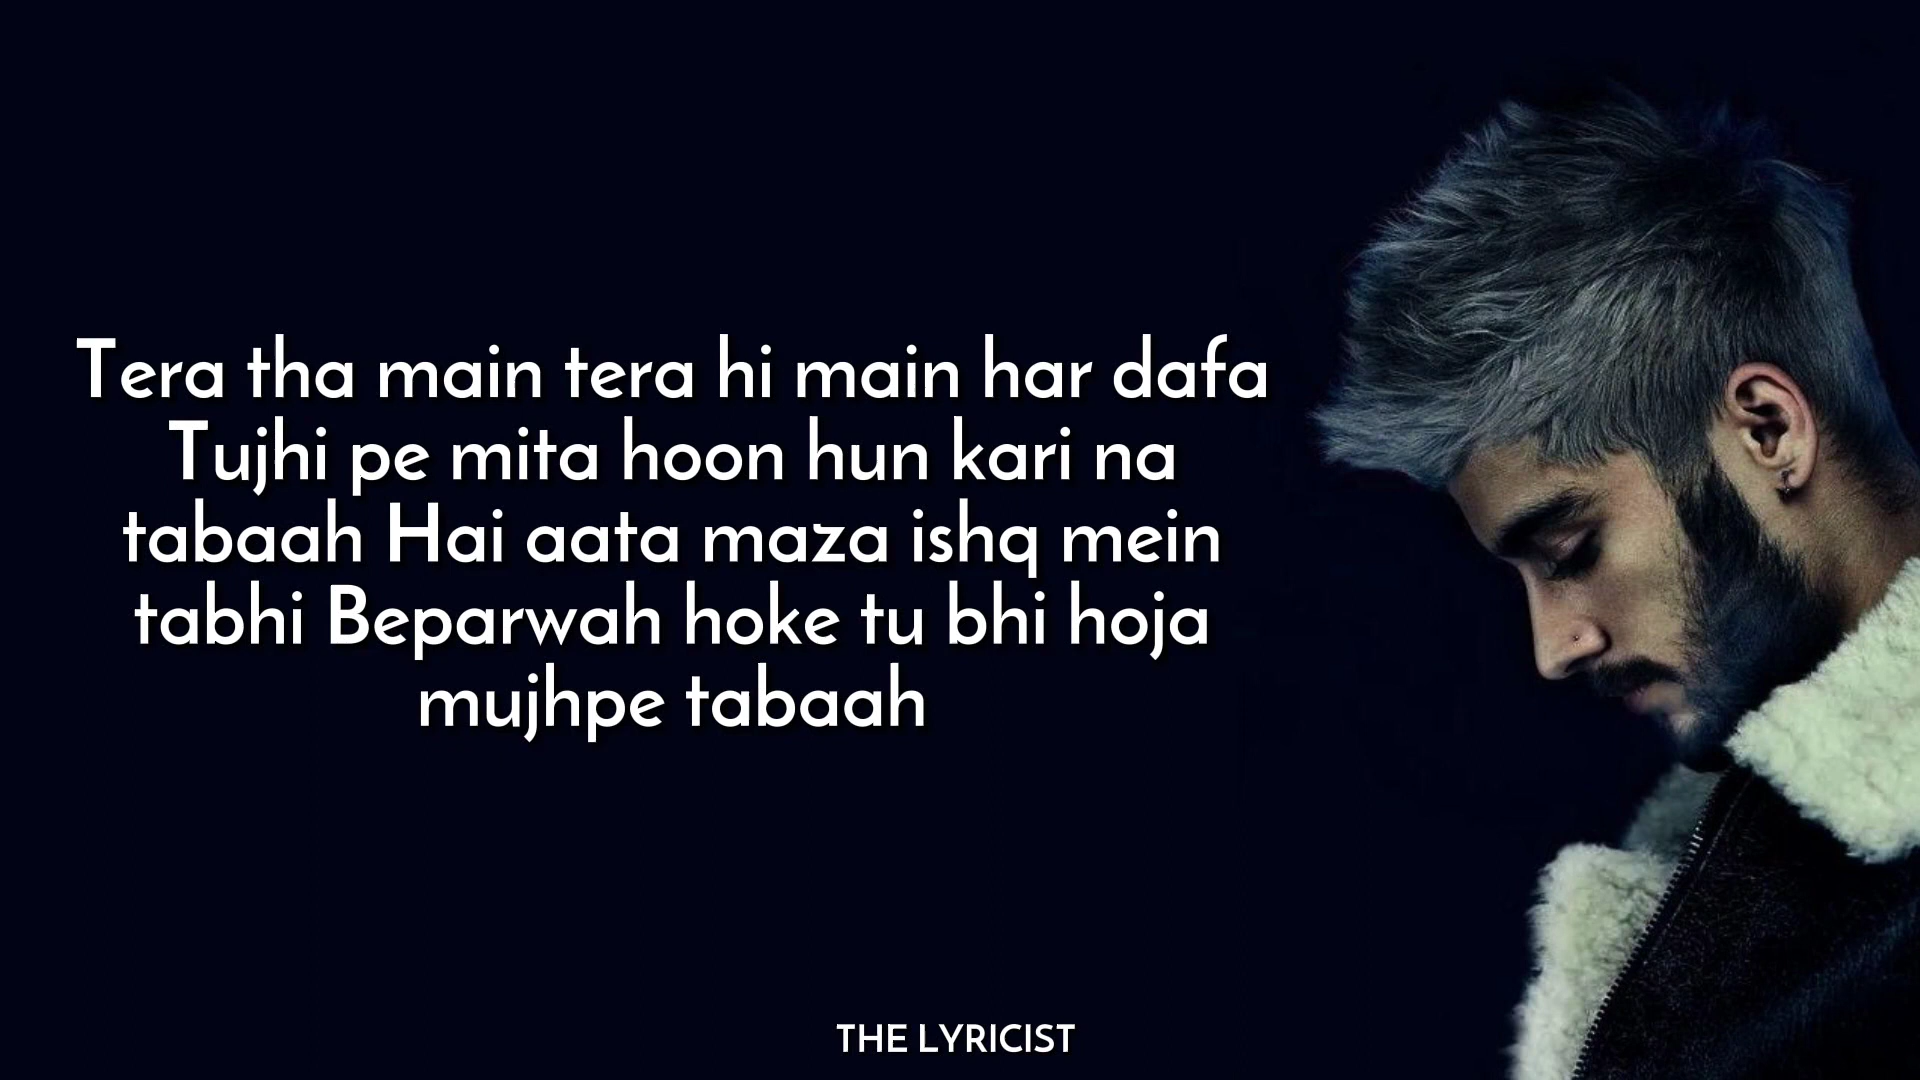 Tera tha main tera hi main har dafa
Tujhi pe mita hoon hun kari na
tabaah Hai aata maza ishq mein
tabhi Beparwah hoke tu bhi hoja
mujhpe tabaah
THE LYRICIST